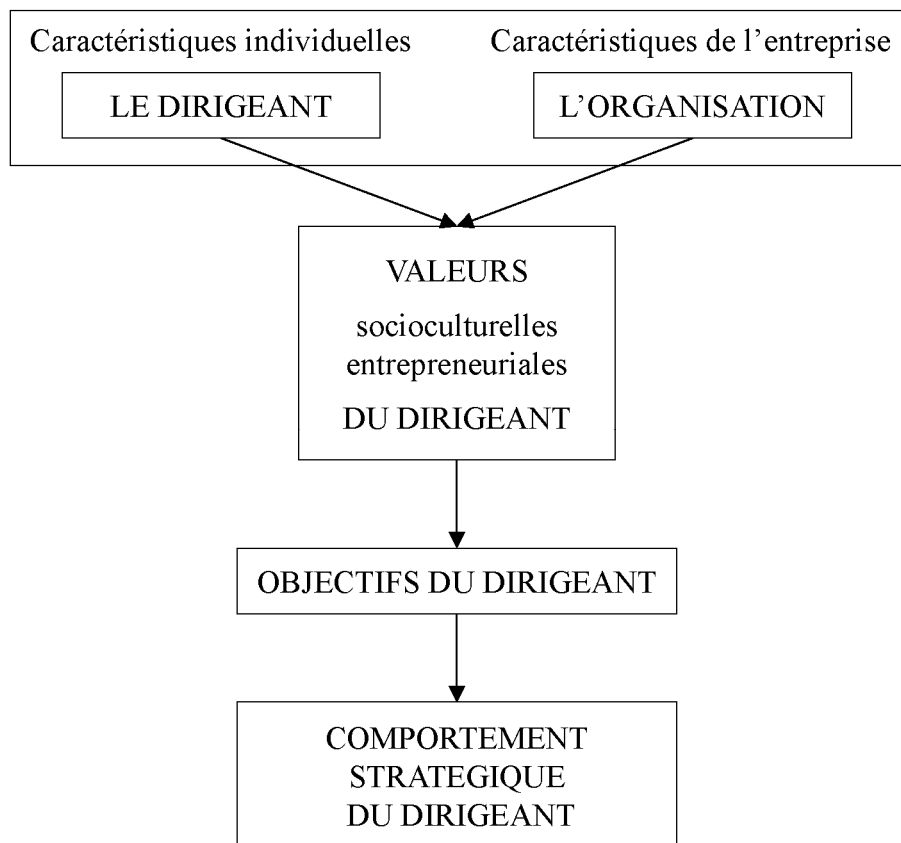 Caractéristiques individuelles
Caractéristiques de l’entreprise
LE DIRIGEANT
L’ORGANISATION
VALEURS
socioculturelles
entrepreneuriales
DU DIRIGEANT
OBJECTIFS DU DIRIGEANT
COMPORTEMENT
STRATEGIQUE
DU DIRIGEANT